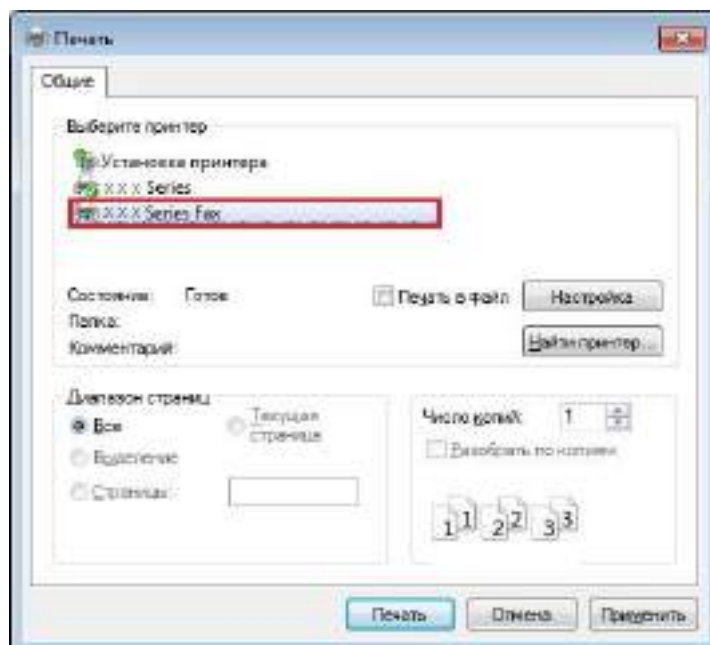 Печать
Общие
Выберите принтер
Установка принтера
X X X Series
X X X Series Fax
Состояние: Готов
Печать в файл
Настройка
Папка:
Комментарий:
Найти принтер...
Диапазон страниц
Все
Текущая страница
Выделение
Страницы:
Число копий: 1
Разобрать по копиям
1 1 2 2 3 3
Печать
Отмена
Применить